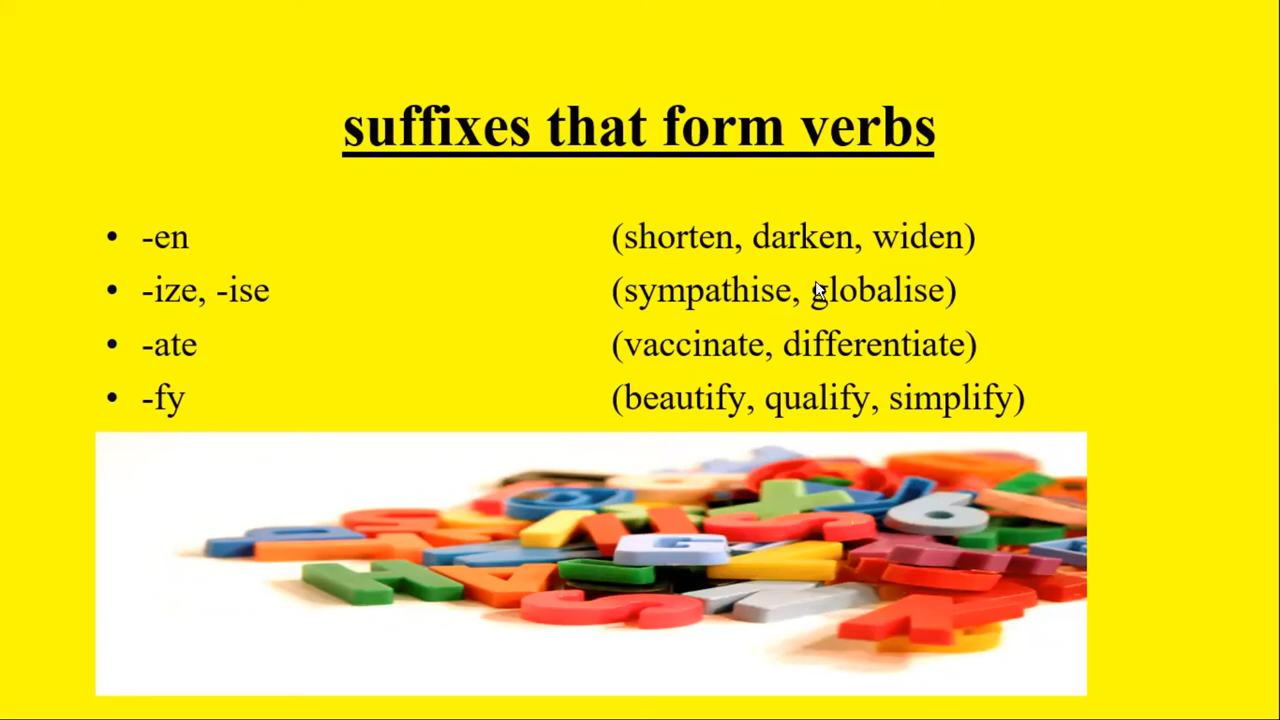 suffixes that form verbs
• -en (shorten, darken, widen)
• -ize, -ise (sympathise, globalise)
• -ate (vaccinate, differentiate)
• -fy (beautify, qualify, simplify)